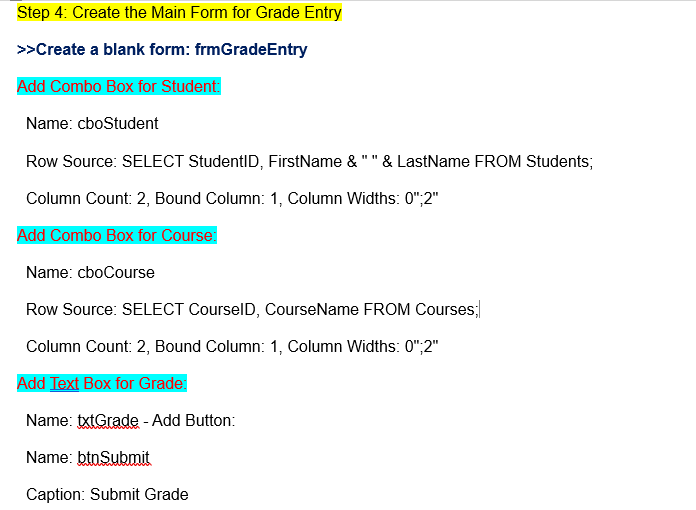 Step 4: Create the Main Form for Grade Entry
>>Create a blank form: frmGradeEntry
Add Combo Box for Student:
Name: cboStudent
Row Source: SELECT StudentID, FirstName & " " & LastName FROM Students;
Column Count: 2, Bound Column: 1, Column Widths: 0";2"
Add Combo Box for Course:
Name: cboCourse
Row Source: SELECT CourseID, CourseName FROM Courses;
Column Count: 2, Bound Column: 1, Column Widths: 0";2"
Add Text Box for Grade:
Name: txtGrade - Add Button:
Name: btnSubmit
Caption: Submit Grade